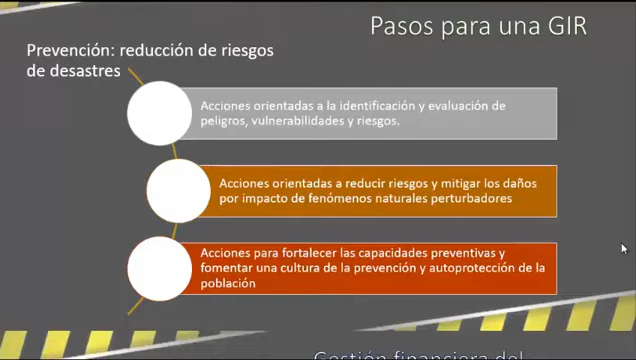 Pasos para una GIR
Prevención: reducción de riesgos
de desastres
Acciones orientadas a la identificación y evaluación de
peligros, vulnerabilidades y riesgos.
Acciones orientadas a reducir riesgos y mitigar los daños
por impacto de fenómenos naturales perturbadores
Acciones para fortalecer las capacidades preventivas y
fomentar una cultura de la prevención y autoprotección de la
población
Gestión financiera del